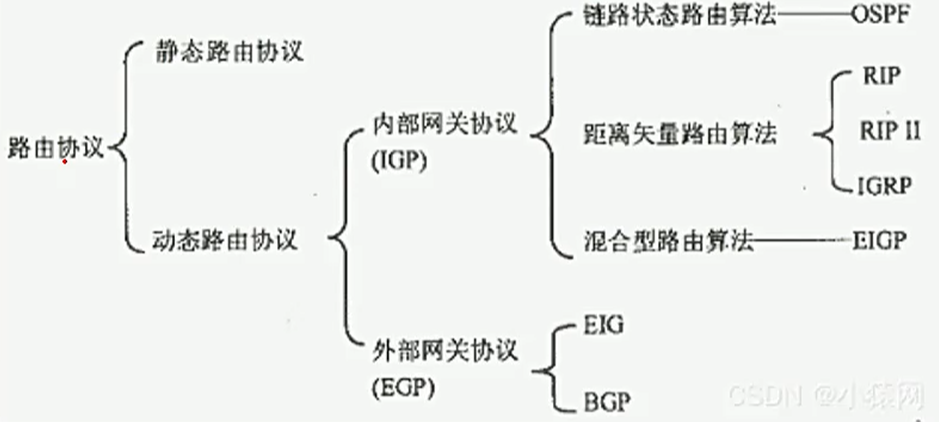 路由协议
静态路由协议
动态路由协议
内部网关协议
(IGP)
链路状态路由算法
OSPF
距离矢量路由算法
RIP
RIP II
IGRP
混合型路由算法
EIGP
外部网关协议
(EGP)
EIG
BGP
CSDN @小猿网